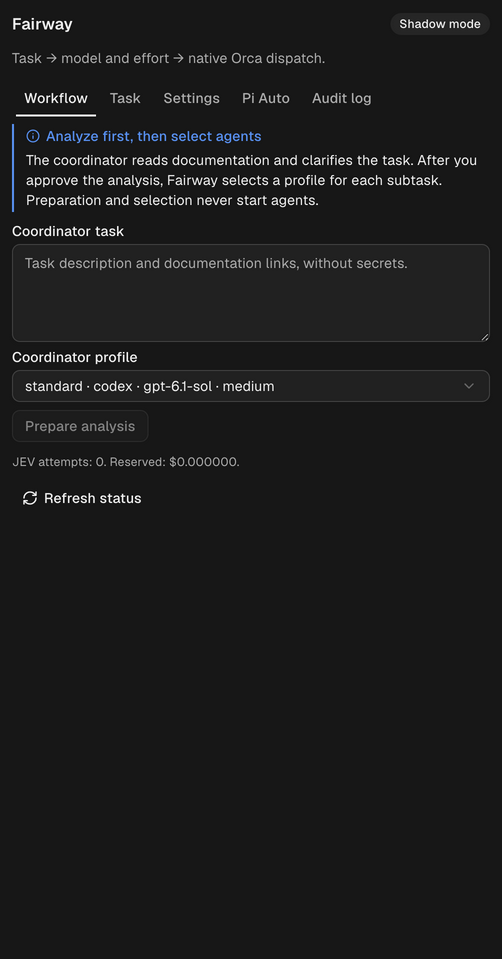 Fairway
Shadow mode
Task → model and effort → native Orca dispatch.
Workflow
Task
Settings
Pi Auto
Audit log
Analyze first, then select agents
The coordinator reads documentation and clarifies the task. After you
approve the analysis, Fairway selects a profile for each subtask.
Preparation and selection never start agents.
Coordinator task
Task description and documentation links, without secrets.
Coordinator profile
standard · codex · gpt-6.1-sol · medium
Prepare analysis
JEV attempts: 0. Reserved: $0.000000.
Refresh status